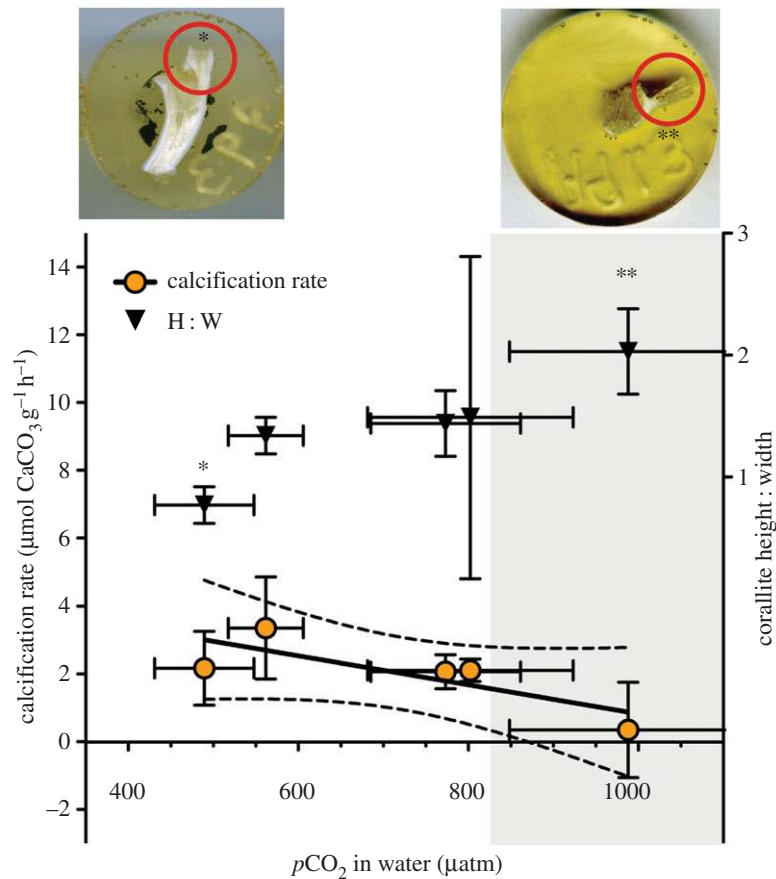 *
**
calcification rate
H : W
14
12
10
8
6
4
2
0
–2
3
2
1
*
**
calcification rate (µmol CaCO₃ g⁻¹ h⁻¹)
corallite height : width
400 600 800 1000
pCO₂ in water (µatm)